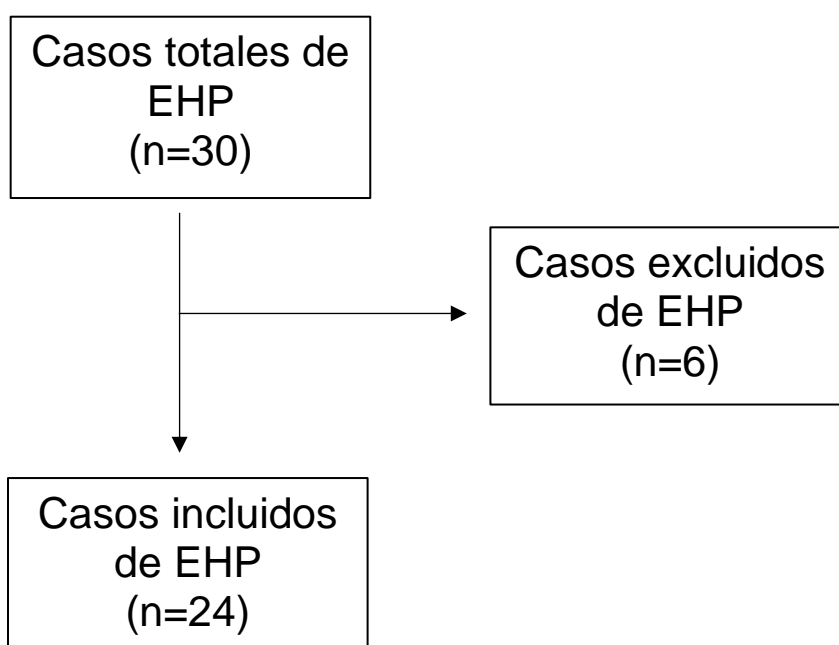 Casos totales de
EHP
(n=30)
Casos excluidos
de EHP
(n=6)
Casos incluidos
de EHP
(n=24)